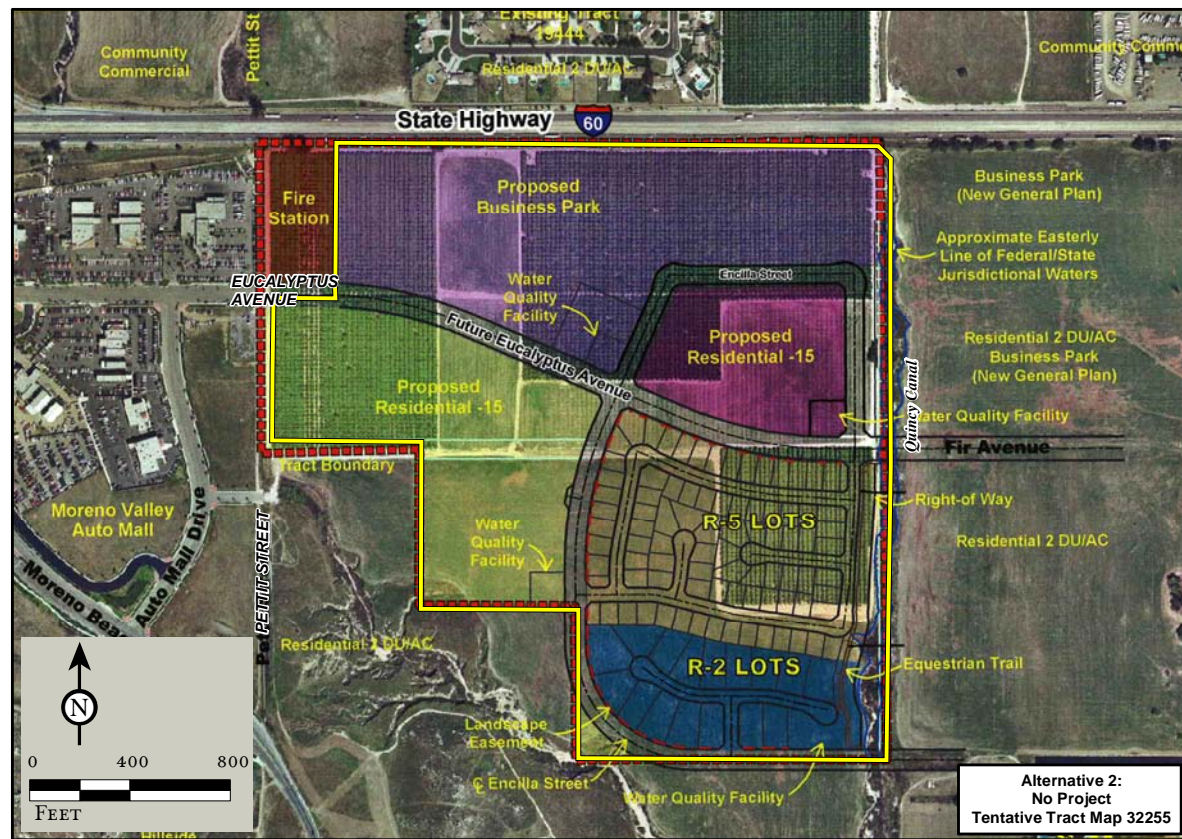 Existing Tract
19444
Residential 2 DU/AC
Community
Commercial
Pettit St
State Highway
60
Fire
Station
Proposed
Business Park
Business Park
(New General Plan)
Approximate Easterly
Line of Federal/State
Jurisdictional Waters
EUCALYPTUS
AVENUE
Encilla Street
Water
Quality
Facility
Future Eucalyptus Avenue
Proposed
Residential -15
Residential 2 DU/AC
Business Park
(New General Plan)
Proposed
Residential -15
Water Quality Facility
Quincy Canal
Fir Avenue
Tract Boundary
Moreno Valley
Auto Mall
Auto Mall Drive
PETTIT STREET
Water
Quality
Facility
R-5 LOTS
Right-of Way
Residential 2 DU/AC
Residential 2 DU/AC
R-2 LOTS
Equestrian Trail
N
Landscape
Easement
℄ Encilla Street
Water Quality Facility
0 400 800
FEET
Hillside
Alternative 2:
No Project
Tentative Tract Map 32255